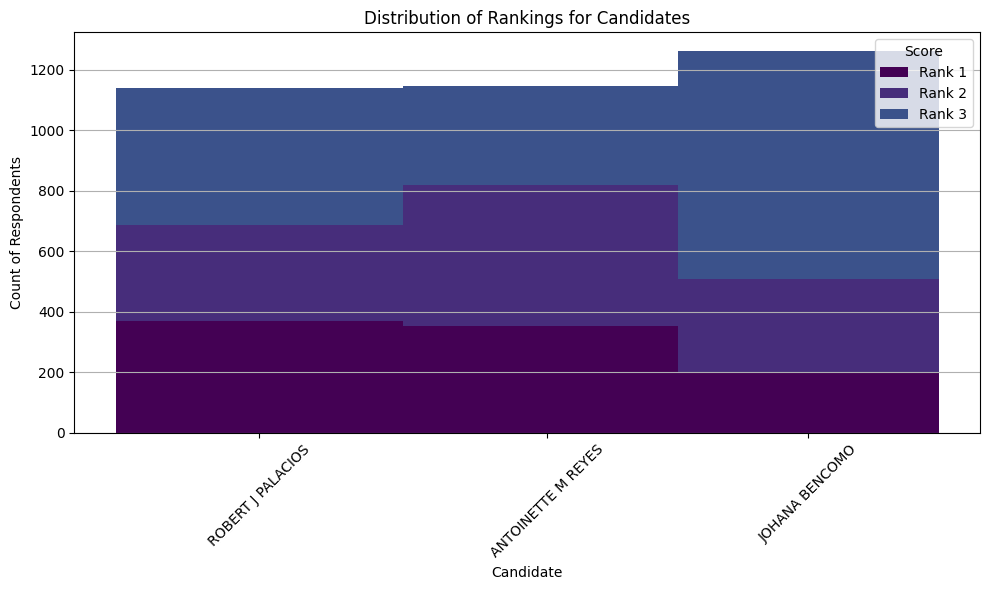 Distribution of Rankings for Candidates
Score
Rank 1
Rank 2
Rank 3
Count of Respondents
1200
1000
800
600
400
200
0
ROBERT J PALACIOS
ANTOINETTE M REYES
JOHANA BENCOMO
Candidate